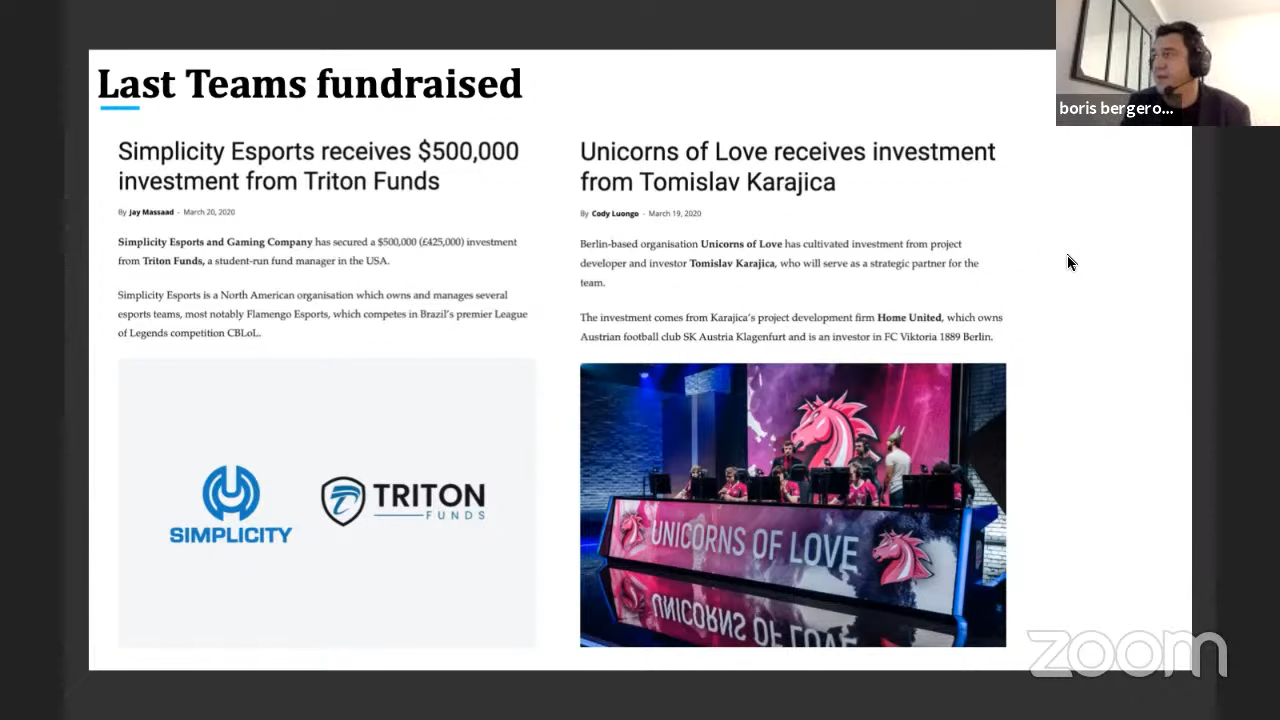 Last Teams fundraised
boris bergero...
Simplicity Esports receives $500,000
investment from Triton Funds
By Jay Massaad - March 20, 2020
Simplicity Esports and Gaming Company has secured a $500,000 (£425,000) investment
from Triton Funds, a student-run fund manager in the USA.
Simplicity Esports is a North American organisation which owns and manages several
esports teams, most notably Flamengo Esports, which competes in Brazil's premier League
of Legends competition CBLoL.
SIMPLICITY
TRITON
FUNDS
Unicorns of Love receives investment
from Tomislav Karajica
By Cody Luongo - March 19, 2020
Berlin-based organisation Unicorns of Love has cultivated investment from project
developer and investor Tomislav Karajica, who will serve as a strategic partner for the
team.
The investment comes from Karajica's project development firm Home United, which owns
Austrian football club SK Austria Klagenfurt and is an investor in FC Viktoria 1889 Berlin.
UNICORNS OF LOVE
UNICORNS OF LOVE
zoom